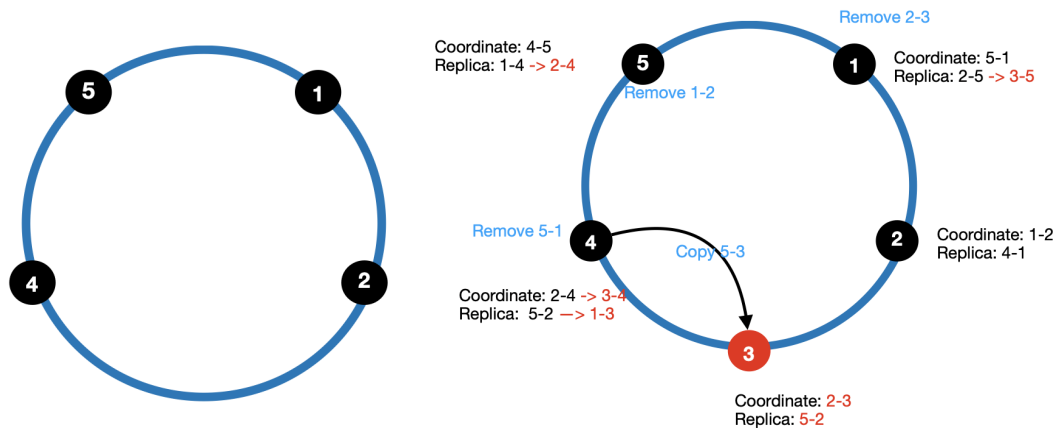 5
1
4
2
Remove 2-3
Coordinate: 4-5
Replica: 1-4 -> 2-4
5
Remove 1-2
1
Coordinate: 5-1
Replica: 2-5 -> 3-5
Remove 5-1
4
Copy 5-3
2
Coordinate: 1-2
Replica: 4-1
Coordinate: 2-4 -> 3-4
Replica:  5-2 —> 1-3
3
Coordinate: 2-3
Replica: 5-2